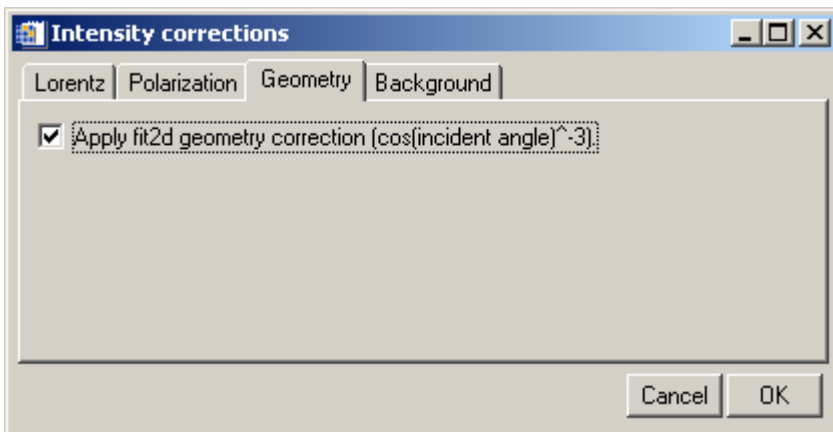 Intensity corrections
Lorentz Polarization Geometry Background
Apply fit2d geometry correction (cos(incident angle)^-3).
Cancel OK